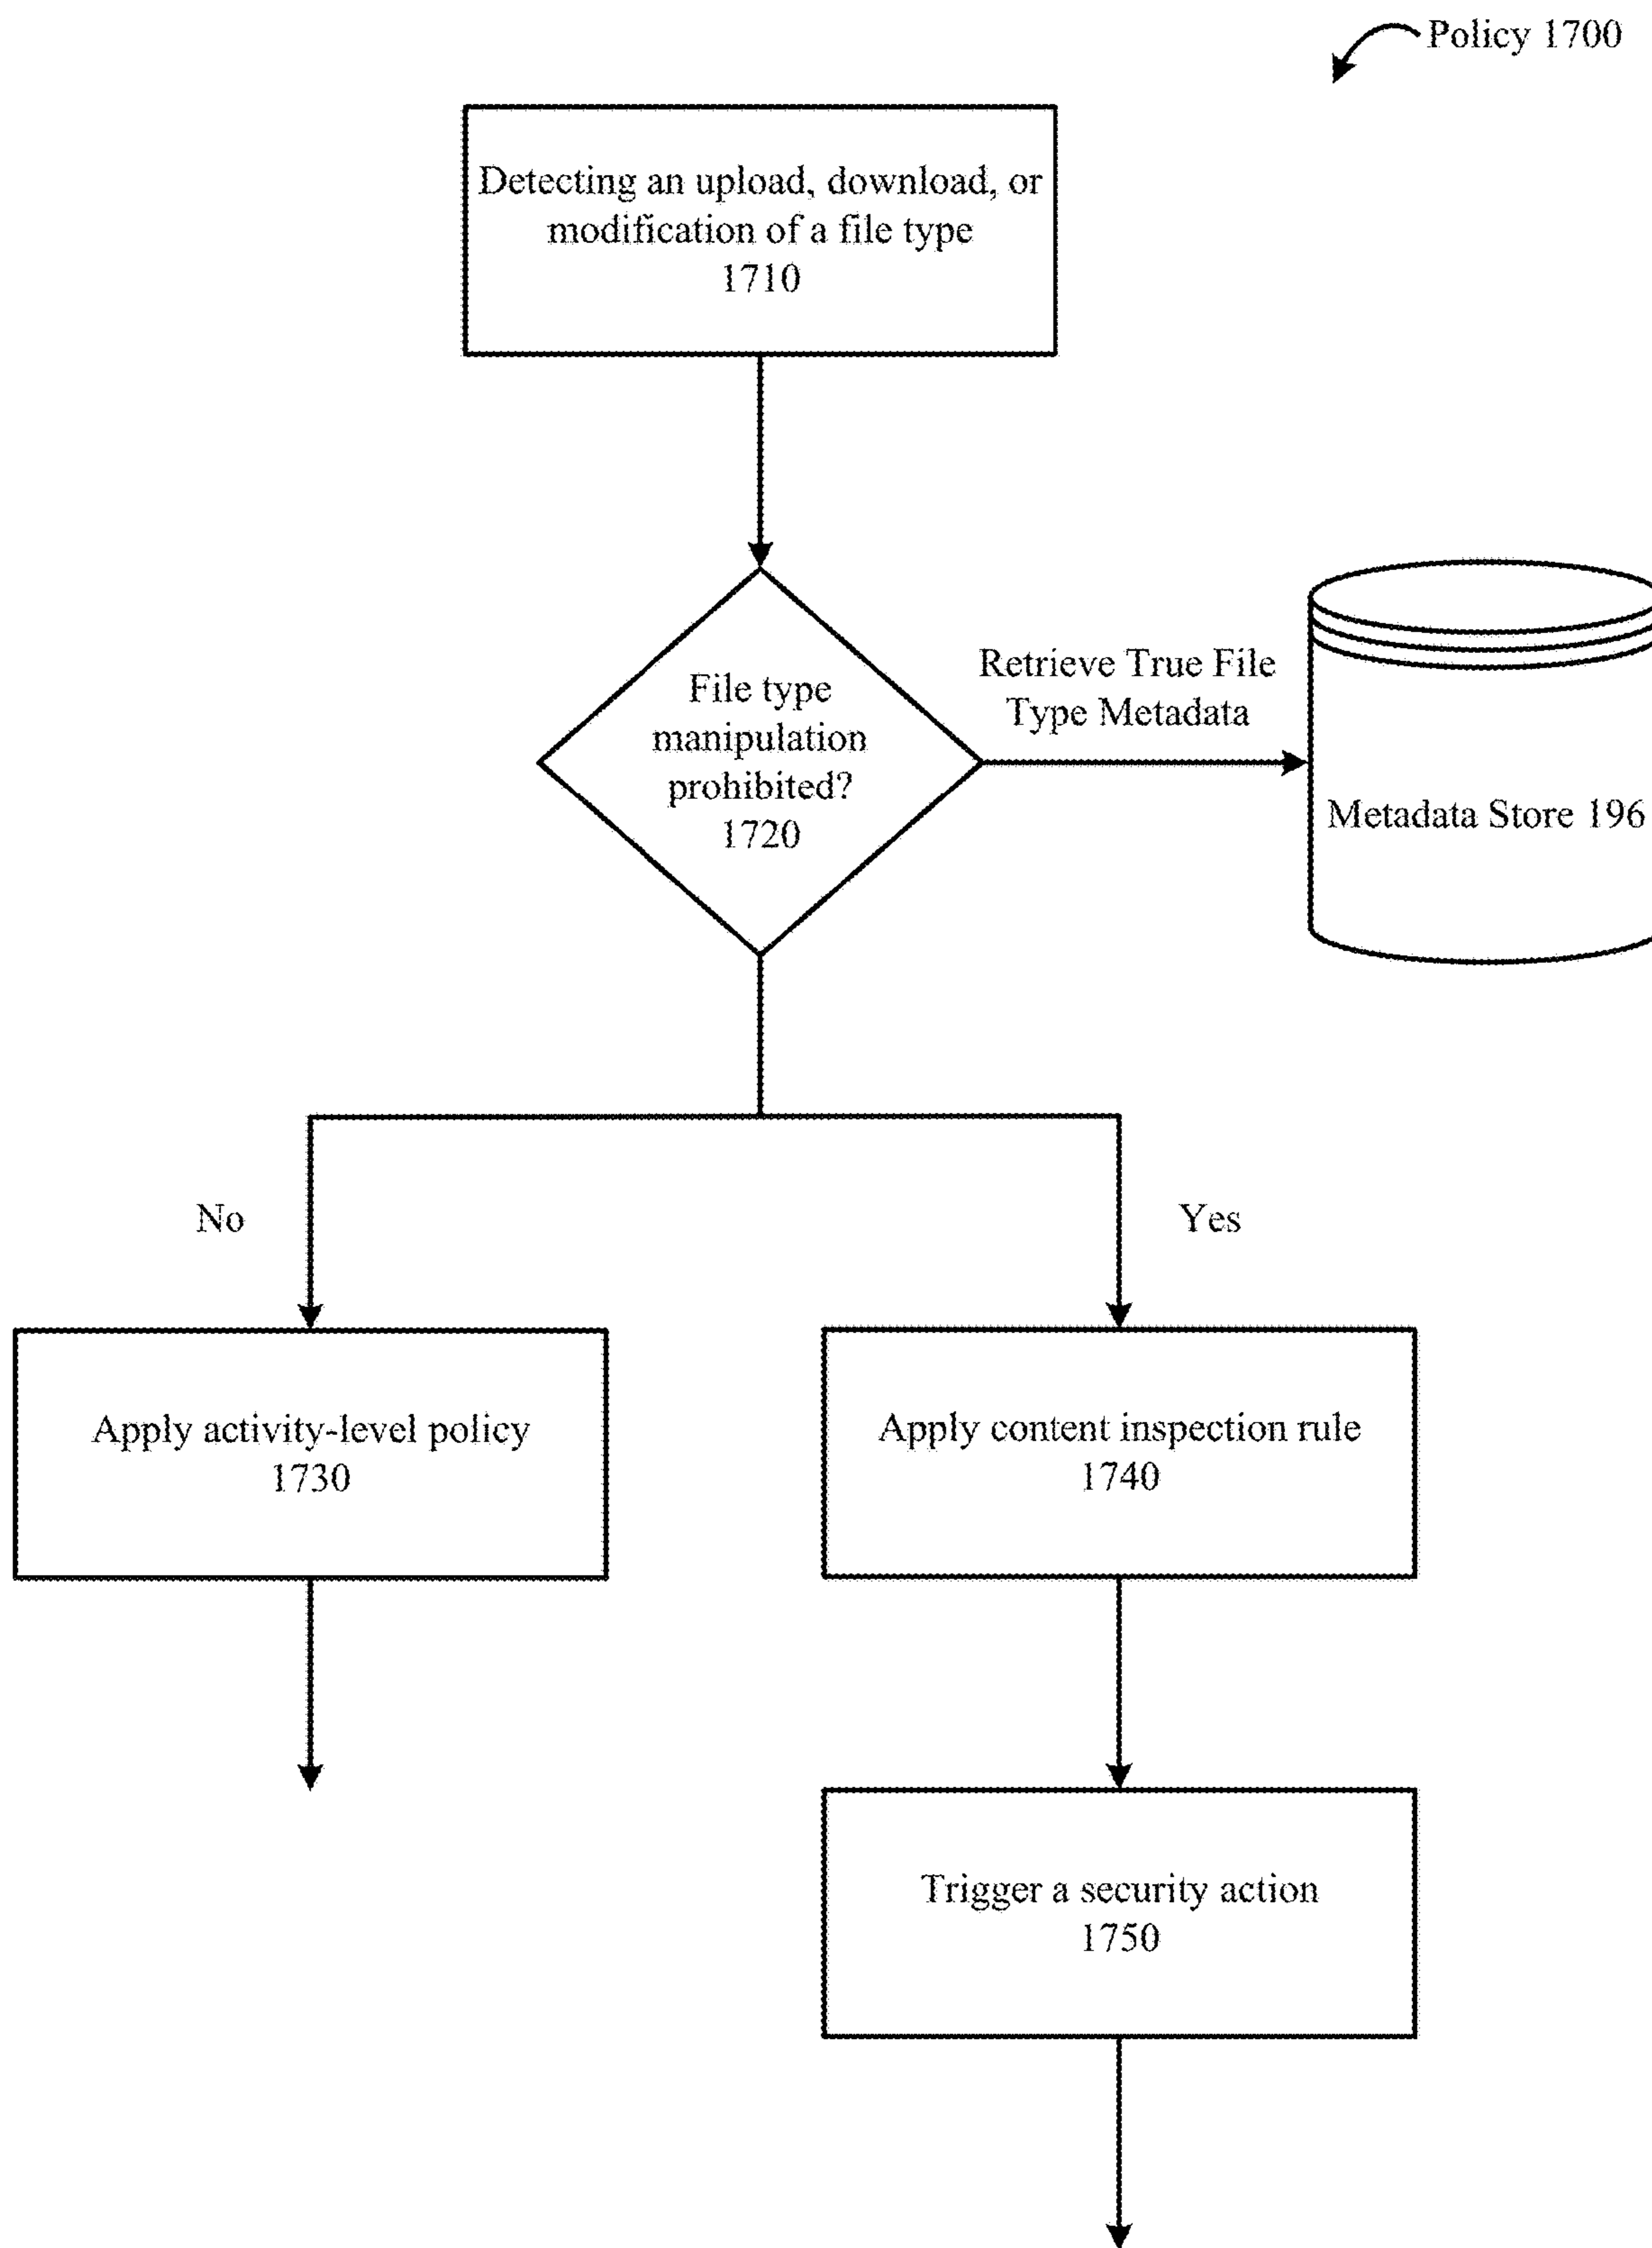 Policy 1700
Detecting an upload, download, or
modification of a file type
1710
File type
manipulation
prohibited?
1720
Retrieve True File
Type Metadata
Metadata Store 196
No
Yes
Apply activity-level policy
1730
Apply content inspection rule
1740
Trigger a security action
1750